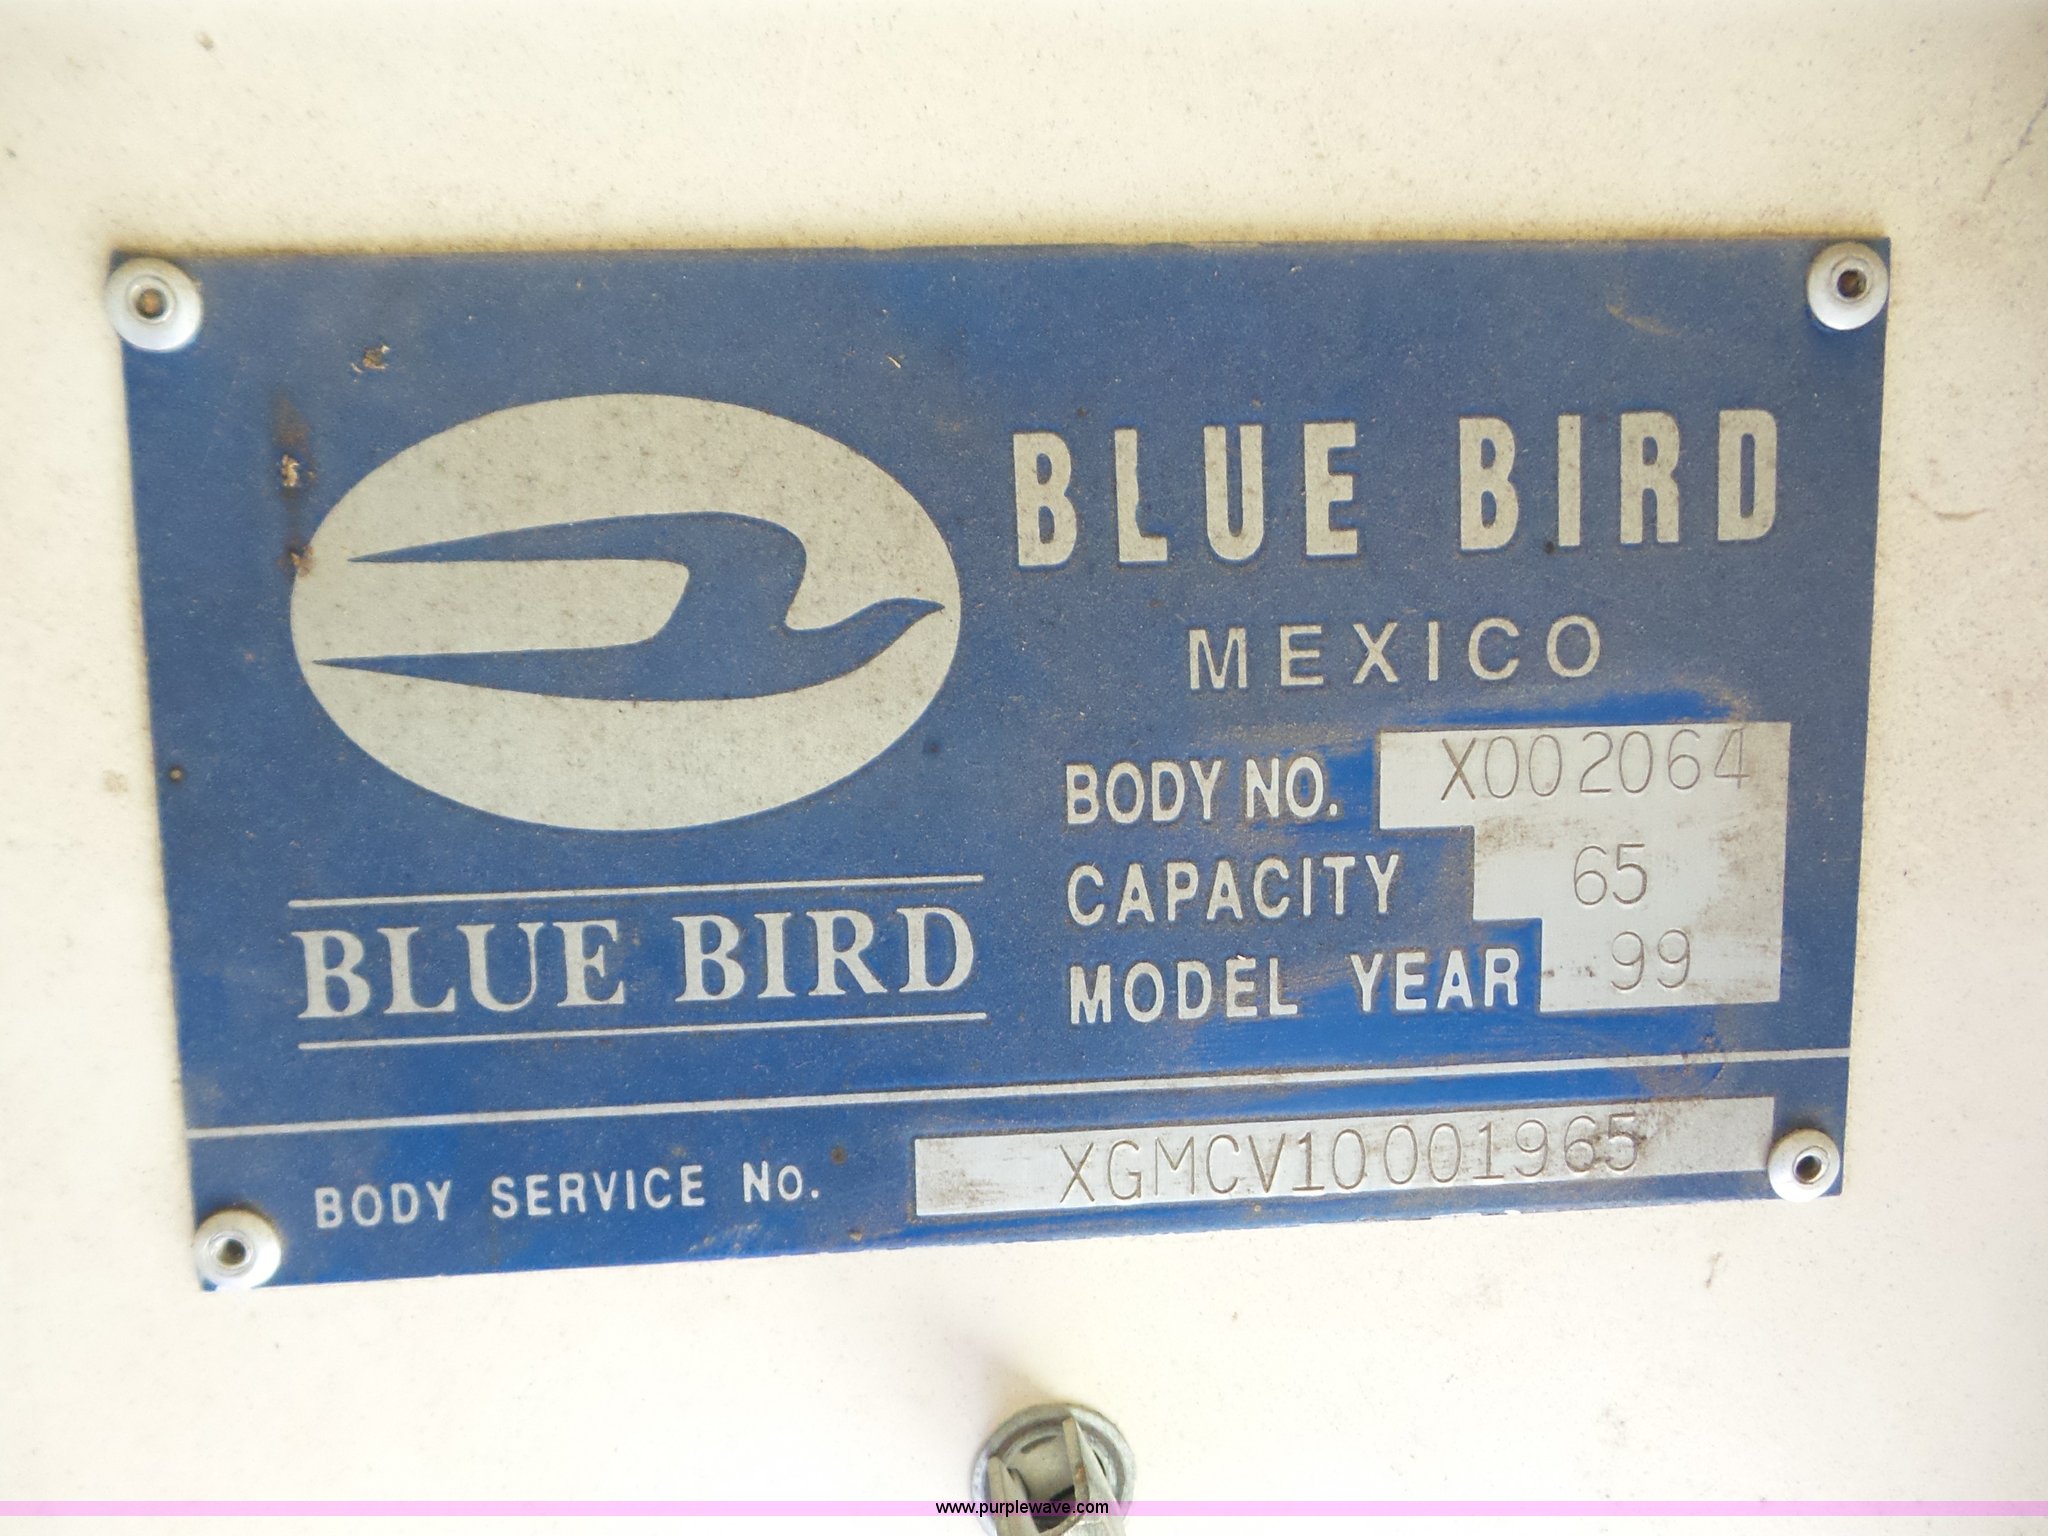 BLUE BIRD
MEXICO
BODY NO. X002064
CAPACITY 65
MODEL YEAR 99
BLUE BIRD
BODY SERVICE No. XGMCV10001965
www.purplewave.com